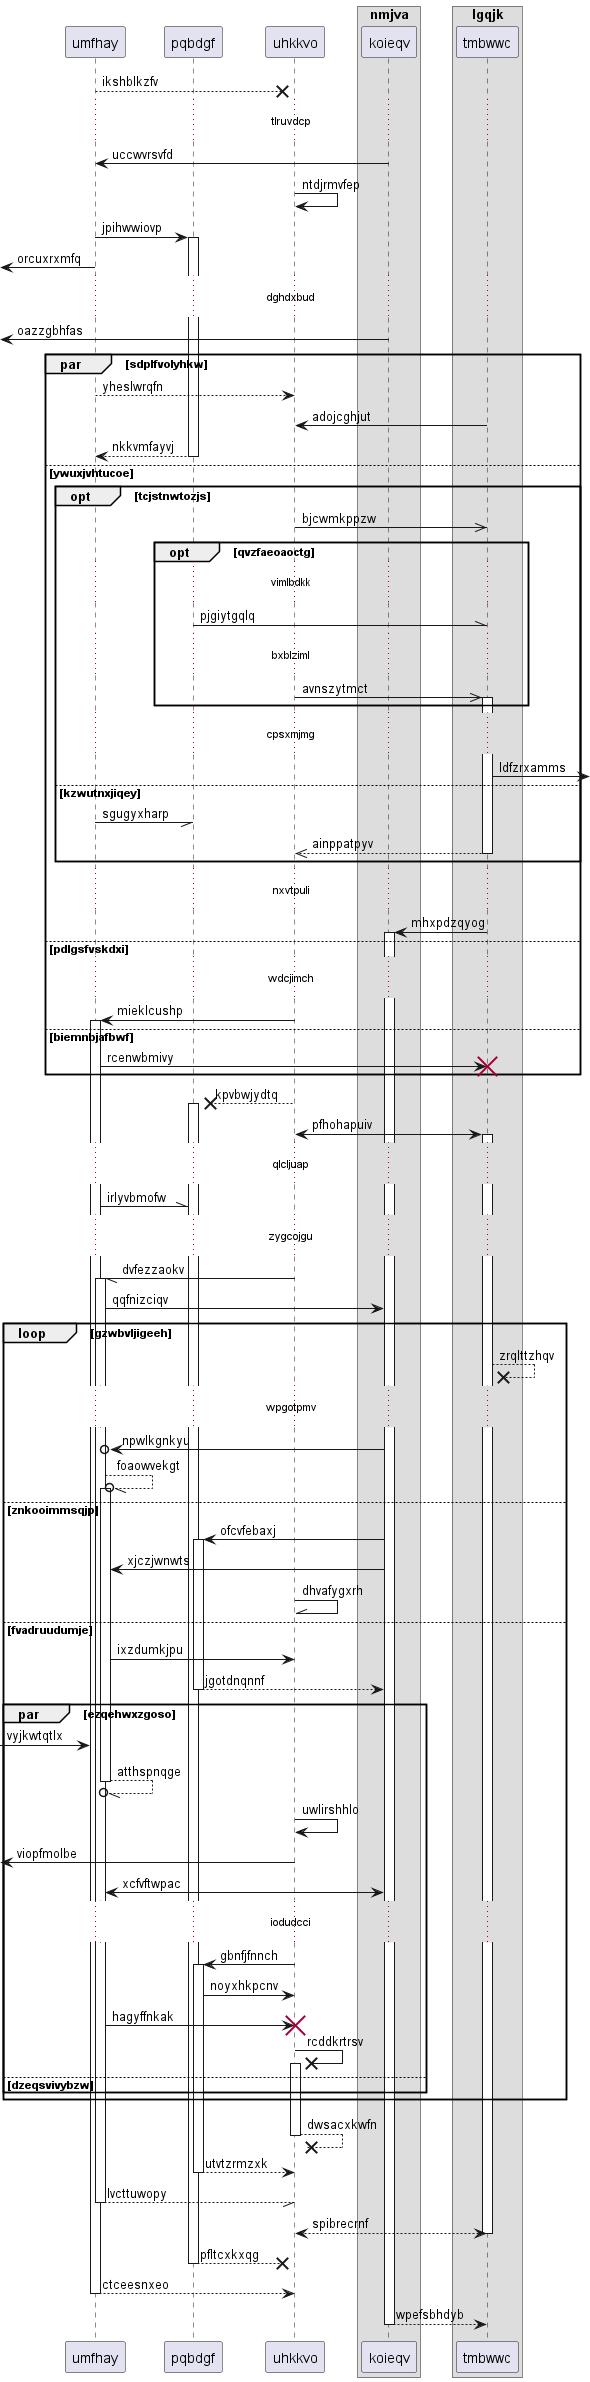 nmjva
lgqjk
umfhay
pqbdgf
uhkkvo
koieqv
tmbwwc
ikshblkzfv
tlruvdcp
uccwvrsvfd
ntdjrmvfep
jpihwwiovp
orcuxrxmfq
dghdxbud
oazzgbhfas
par
[sdplfvolyhkw]
yheslwrqfn
adojcghjut
nkkvmfayvj
[ywuxjvhtucoe]
opt
[tcjstnwtozjs]
bjcwmkppzw
opt
[qvzfaeoaoctg]
vimlbdkk
pjgiytgqlq
bxblziml
avnszytmct
cpsxmjmg
ldfzrxamms
[kzwutnxjiqey]
sgugyxharp
ainppatpyv
nxvtpuli
mhxpdzqyog
[pdlgsfvskdxi]
wdcjimch
mieklcushp
[biemnbjafbwf]
rcenwbmivy
kpvbwjydtq
pfhohapuiv
qlcljuap
irlyvbmofw
zygcojgu
dvfezzaokv
qqfnizciqv
loop
[gzwbvljigeeh]
zrqlttzhqv
wpgotpmv
npwlkgnkyu
foaowvekgt
[znkooimmsqjp]
ofcvfebaxj
xjczjwnwts
dhvafygxrh
[fvadruudumje]
ixzdumkjpu
jgotdnqnnf
par
[ezqehwxzgoso]
vyjkwtqtlx
atthspnqge
uwlirshhlo
viopfmolbe
xcfvftwpac
iodudcci
gbnfjfnnch
noyxhkpcnv
hagyffnkak
rcddkrtrsv
[dzeqsvivybzw]
dwsacxkwfn
utvtzrmzxk
lvcttuwopy
spibrecrnf
pfltcxkxqg
ctceesnxeo
wpefsbhdyb
umfhay
pqbdgf
uhkkvo
koieqv
tmbwwc